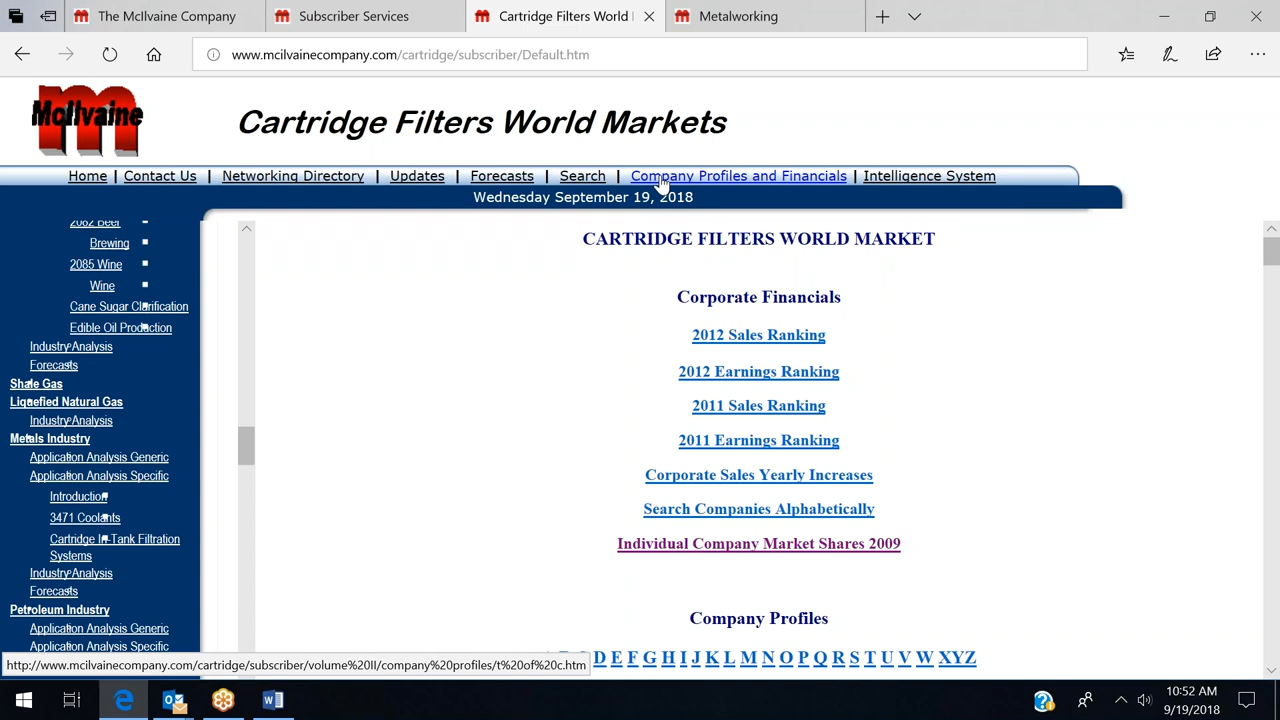 The McIlvaine Company
Subscriber Services
Cartridge Filters World
Metalworking
www.mcilvainecompany.com/cartridge/subscriber/Default.htm
McIlvaine
m
Cartridge Filters World Markets
Home | Contact Us | Networking Directory | Updates | Forecasts | Search | Company Profiles and Financials | Intelligence System
Wednesday September 19, 2018
2082 Beer
Brewing
2085 Wine
Wine
Cane Sugar Clarification
Edible Oil Production
Industry Analysis
Forecasts
Shale Gas
Liquefied Natural Gas
Industry Analysis
Metals Industry
Application Analysis Generic
Application Analysis Specific
Introduction
3471 Coolants
Cartridge In-Tank Filtration
Systems
Industry Analysis
Forecasts
Petroleum Industry
Application Analysis Generic
Application Analysis Specific
CARTRIDGE FILTERS WORLD MARKET
Corporate Financials
2012 Sales Ranking
2012 Earnings Ranking
2011 Sales Ranking
2011 Earnings Ranking
Corporate Sales Yearly Increases
Search Companies Alphabetically
Individual Company Market Shares 2009
Company Profiles
D E F G H I J K L M N O P Q R S T U V W XYZ
http://www.mcilvainecompany.com/cartridge/subscriber/volume%20II/company%20profiles/t%20of%20c.htm
10:52 AM
9/19/2018